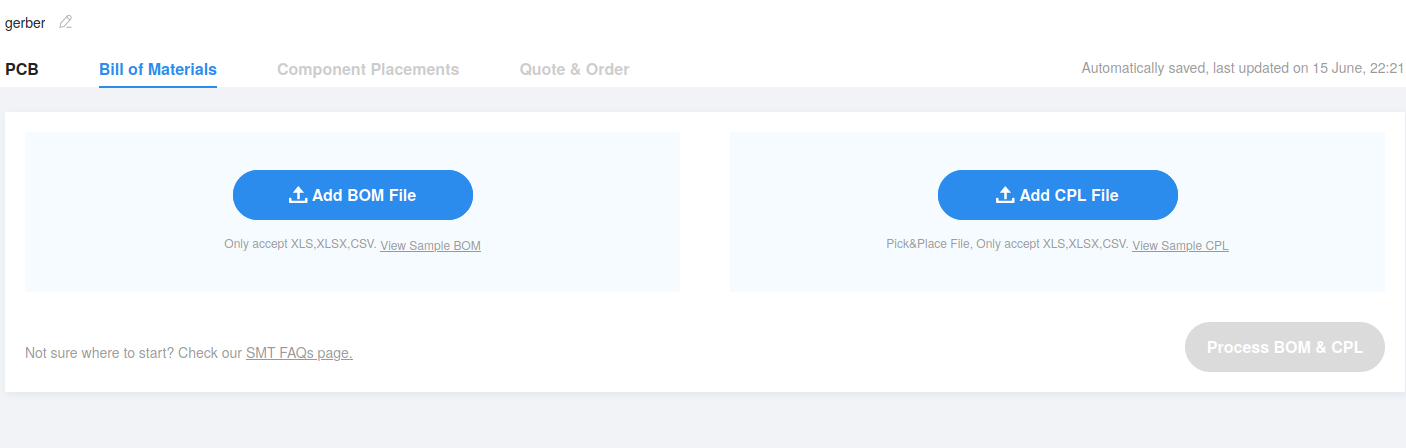 gerber
PCB Bill of Materials Component Placements Quote & Order Automatically saved, last updated on 15 June, 22:21
Add BOM File
Only accept XLS,XLSX,CSV. View Sample BOM
Add CPL File
Pick&Place File, Only accept XLS,XLSX,CSV. View Sample CPL
Not sure where to start? Check our SMT FAQs page.
Process BOM & CPL